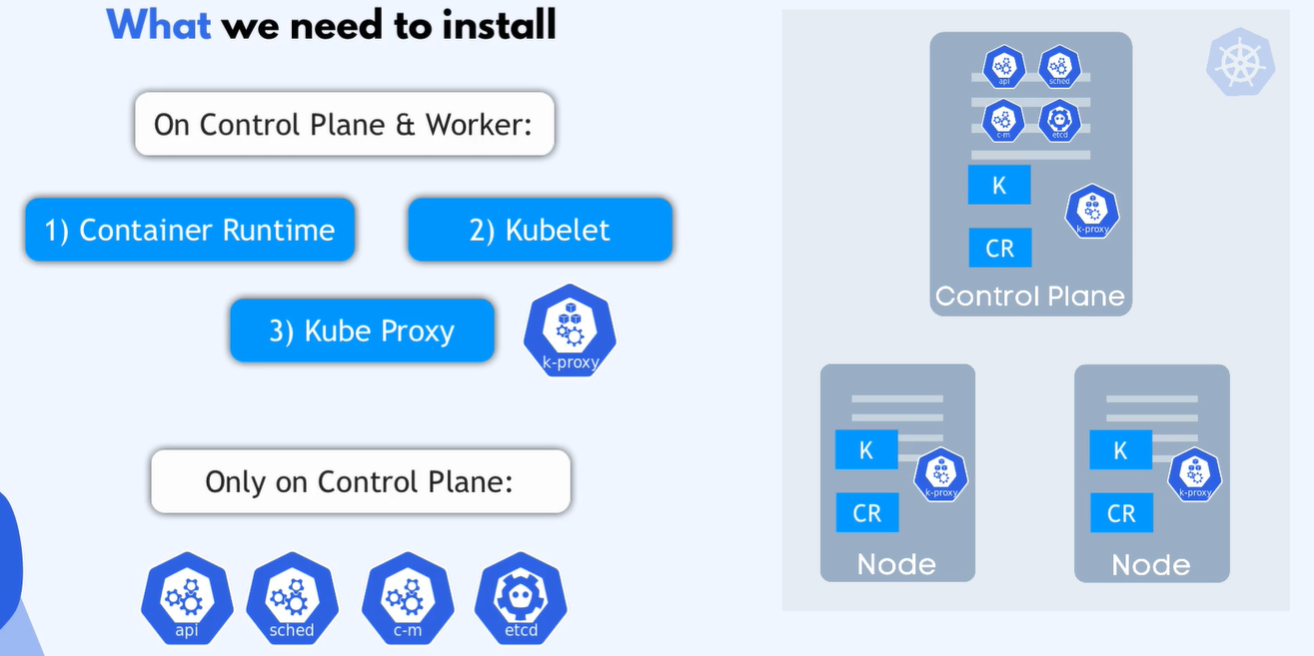 What we need to install
On Control Plane & Worker:
1) Container Runtime
2) Kubelet
3) Kube Proxy
k-proxy
Only on Control Plane:
api
sched
c-m
etcd
api
sched
c-m
etcd
K
k-proxy
CR
Control Plane
K
k-proxy
CR
Node
K
k-proxy
CR
Node